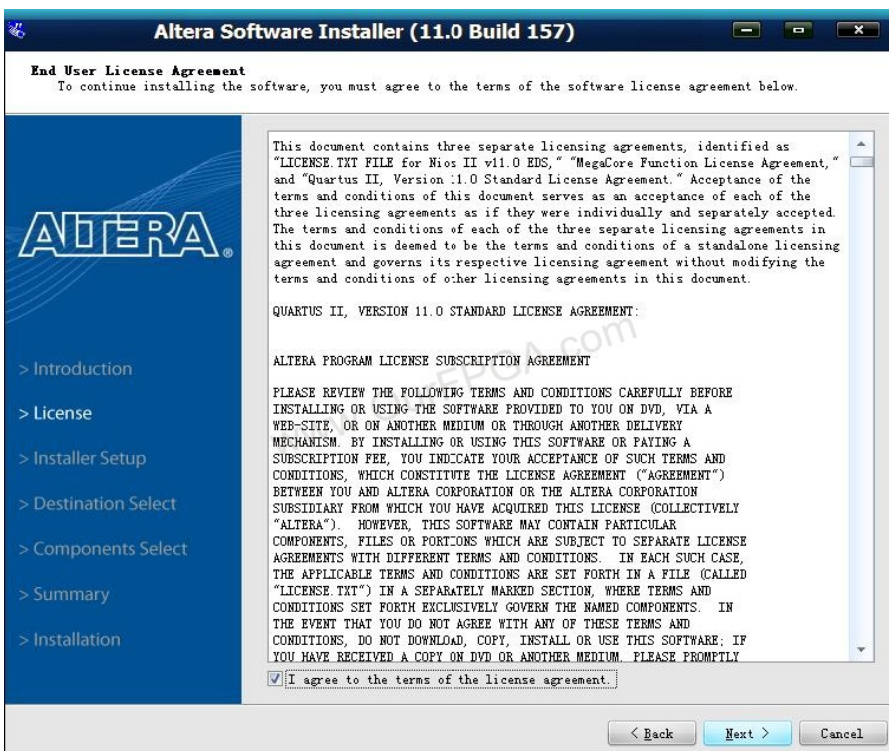 Altera Software Installer (11.0 Build 157)
End User License Agreement
To continue installing the software, you must agree to the terms of the software license agreement below.
ALTERA®
> Introduction
> License
> Installer Setup
> Destination Select
> Components Select
> Summary
> Installation
This document contains three separate licensing agreements, identified as
"LICENSE.TXT FILE for Nios II v11.0 EDS," "MegaCore Function License Agreement,"
and "Quartus II, Version 11.0 Standard License Agreement." Acceptance of the
terms and conditions of this document serves as an acceptance of each of the
three licensing agreements as if they were individually and separately accepted.
The terms and conditions of each of the three separate licensing agreements in
this document is deemed to be the terms and conditions of a standalone licensing
agreement and governs its respective licensing agreement without modifying the
terms and conditions of other licensing agreements in this document.
QUARTUS II, VERSION 11.0 STANDARD LICENSE AGREEMENT:
ALTERA PROGRAM LICENSE SUBSCRIPTION AGREEMENT
PLEASE REVIEW THE FOLLOWING TERMS AND CONDITIONS CAREFULLY BEFORE
INSTALLING OR USING THE SOFTWARE PROVIDED TO YOU ON DVD, VIA A
WEB-SITE, OR ON ANOTHER MEDIUM OR THROUGH ANOTHER DELIVERY
MECHANISM. BY INSTALLING OR USING THIS SOFTWARE OR PAYING A
SUBSCRIPTION FEE, YOU INDICATE YOUR ACCEPTANCE OF SUCH TERMS AND
CONDITIONS, WHICH CONSTITUTE THE LICENSE AGREEMENT ("AGREEMENT")
BETWEEN YOU AND ALTERA CORPORATION OR THE ALTERA CORPORATION
SUBSIDIARY FROM WHICH YOU HAVE ACQUIRED THIS LICENSE (COLLECTIVELY
"ALTERA"). HOWEVER, THIS SOFTWARE MAY CONTAIN PARTICULAR
COMPONENTS, FILES OR PORTIONS WHICH ARE SUBJECT TO SEPARATE LICENSE
AGREEMENTS WITH DIFFERENT TERMS AND CONDITIONS. IN EACH SUCH CASE,
THE APPLICABLE TERMS AND CONDITIONS ARE SET FORTH IN A FILE (CALLED
"LICENSE.TXT") IN A SEPARATELY MARKED SECTION, WHERE TERMS AND
CONDITIONS SET FORTH EXCLUSIVELY GOVERN THE NAMED COMPONENTS. IN
THE EVENT THAT YOU DO NOT AGREE WITH ANY OF THESE TERMS AND
CONDITIONS, DO NOT DOWNLOAD, COPY, INSTALL OR USE THIS SOFTWARE; IF
YOU HAVE RECEIVED A COPY ON DVD OR ANOTHER MEDIUM, PLEASE PROMPTLY
I agree to the terms of the license agreement.
< Back
Next >
Cancel